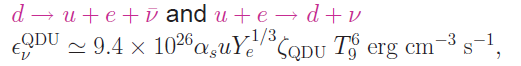 d → u + e + ν̄ and u + e → d + ν
ϵ_ν^QDU ≃ 9.4 × 10^26 α_s u Y_e^{1/3} ζ_QDU T_9^6 erg cm^−3 s^−1,